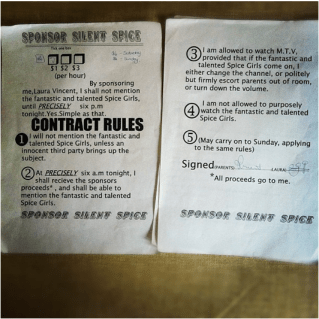 SPONSOR SILENT SPICE
$1 $2 $3
(per hour)
By sponsoring
me,Laura Vincent, I shall not mention
the fantastic and talented Spice Girls,
until PRECISELY six p.m
tonight.Yes.Simple as that.
CONTRACT RULES
1 I will not mention the fantastic and
talented Spice Girls, unless an
innocent third party brings up the
subject.
2 At PRECISELY six a.m tonight, I
shall recieve the sponsors
proceeds*, and shall be able to
mention the fantastic and talented
Spice Girls.
SPONSOR SILENT SPICE
3 I am allowed to watch M.T.V,
provided that if the fantastic and
talented Spice Girls come on, I
either change the channel, or politely
but firmly escort parents out of room,
or turn down the volume.
4 I am not allowed to purposely
watch the fantastic and talented
Spice Girls.
5 (May carry on to Sunday, applying
to the same rules)
Signed (PARENTS) (LAURA)
*All proceeds go to me.
SPONSOR SILENT SPICE